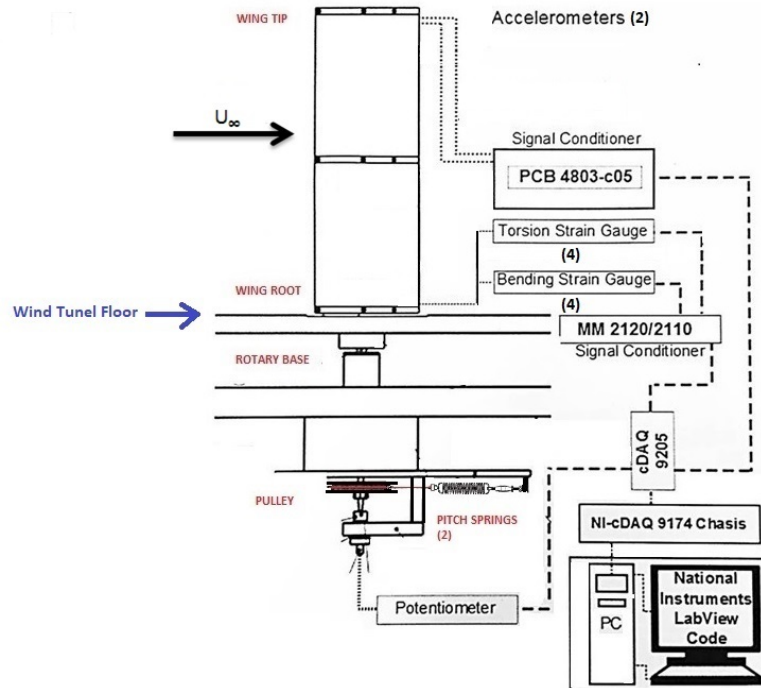 WING TIP
Accelerometers (2)
U∞
Signal Conditioner
PCB 4803-c05
Torsion Strain Gauge
(4)
WING ROOT
Bending Strain Gauge
(4)
Wind Tunel Floor
MM 2120/2110
Signal Conditioner
ROTARY BASE
cDAQ
9205
PULLEY
PITCH SPRINGS
(2)
NI-cDAQ 9174 Chasis
Potentiometer
PC
National
Instruments
LabView
Code